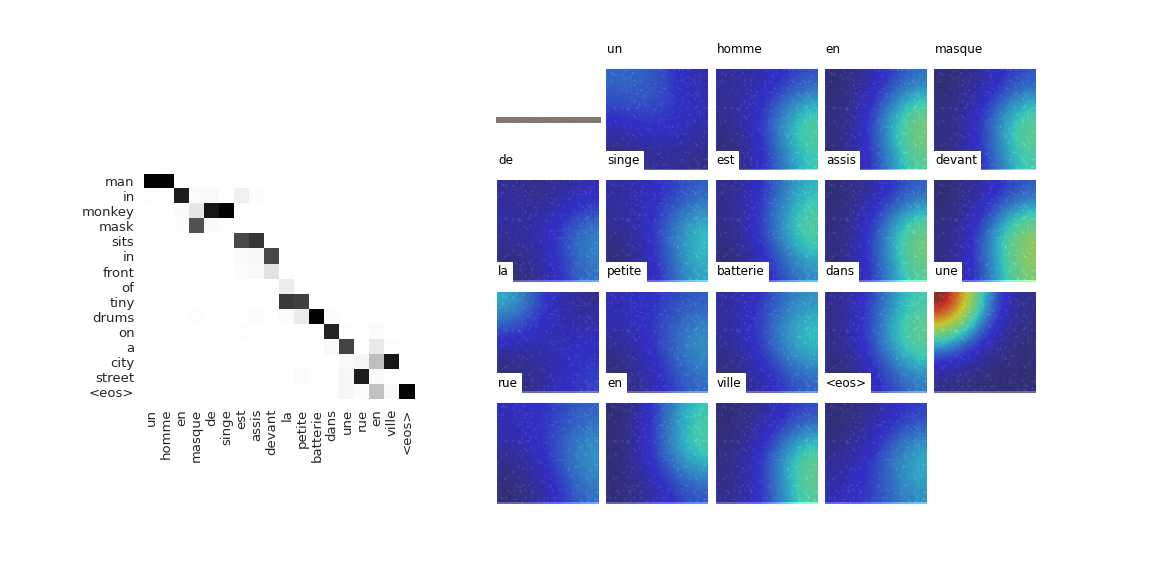 man
in
monkey
mask
sits
in
front
of
tiny
drums
on
a
city
street
<eos>
un
homme
en
masque
de
singe
est
assis
devant
la
petite
batterie
dans
une
rue
en
ville
<eos>
un homme en masque
de singe est assis devant
la petite batterie dans une
rue en ville <eos>